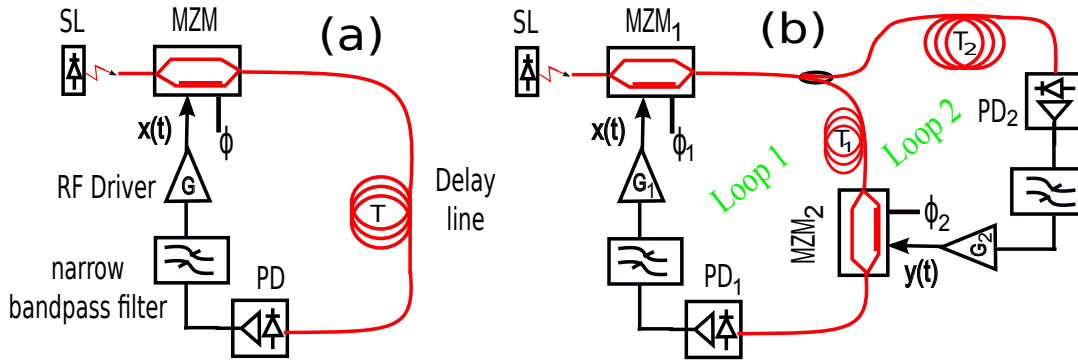 SL
MZM
(a)
x(t)
ϕ
RF Driver
G
T
Delay
line
narrow
bandpass filter
PD
SL
MZM₁
(b)
T₂
x(t)
ϕ₁
PD₂
T₁
Loop 1
Loop 2
G₁
MZM₂
ϕ₂
G₂
y(t)
PD₁